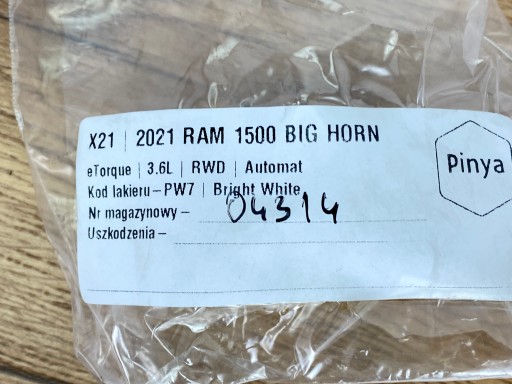 X21 | 2021 RAM 1500 BIG HORN
eTorque | 3.6L | RWD | Automat
Kod lakieru – PW7 | Bright White
Nr magazynowy – 04314
Uszkodzenia –
Pinya